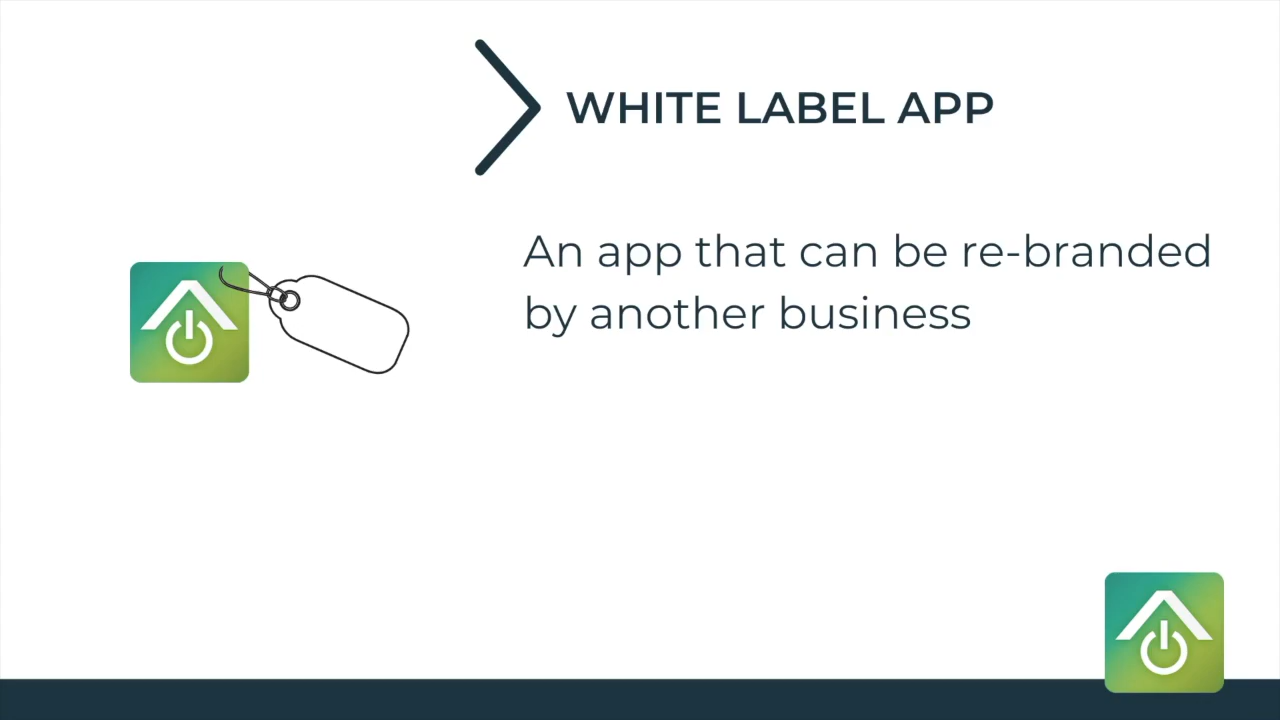 WHITE LABEL APP
An app that can be re-branded
by another business